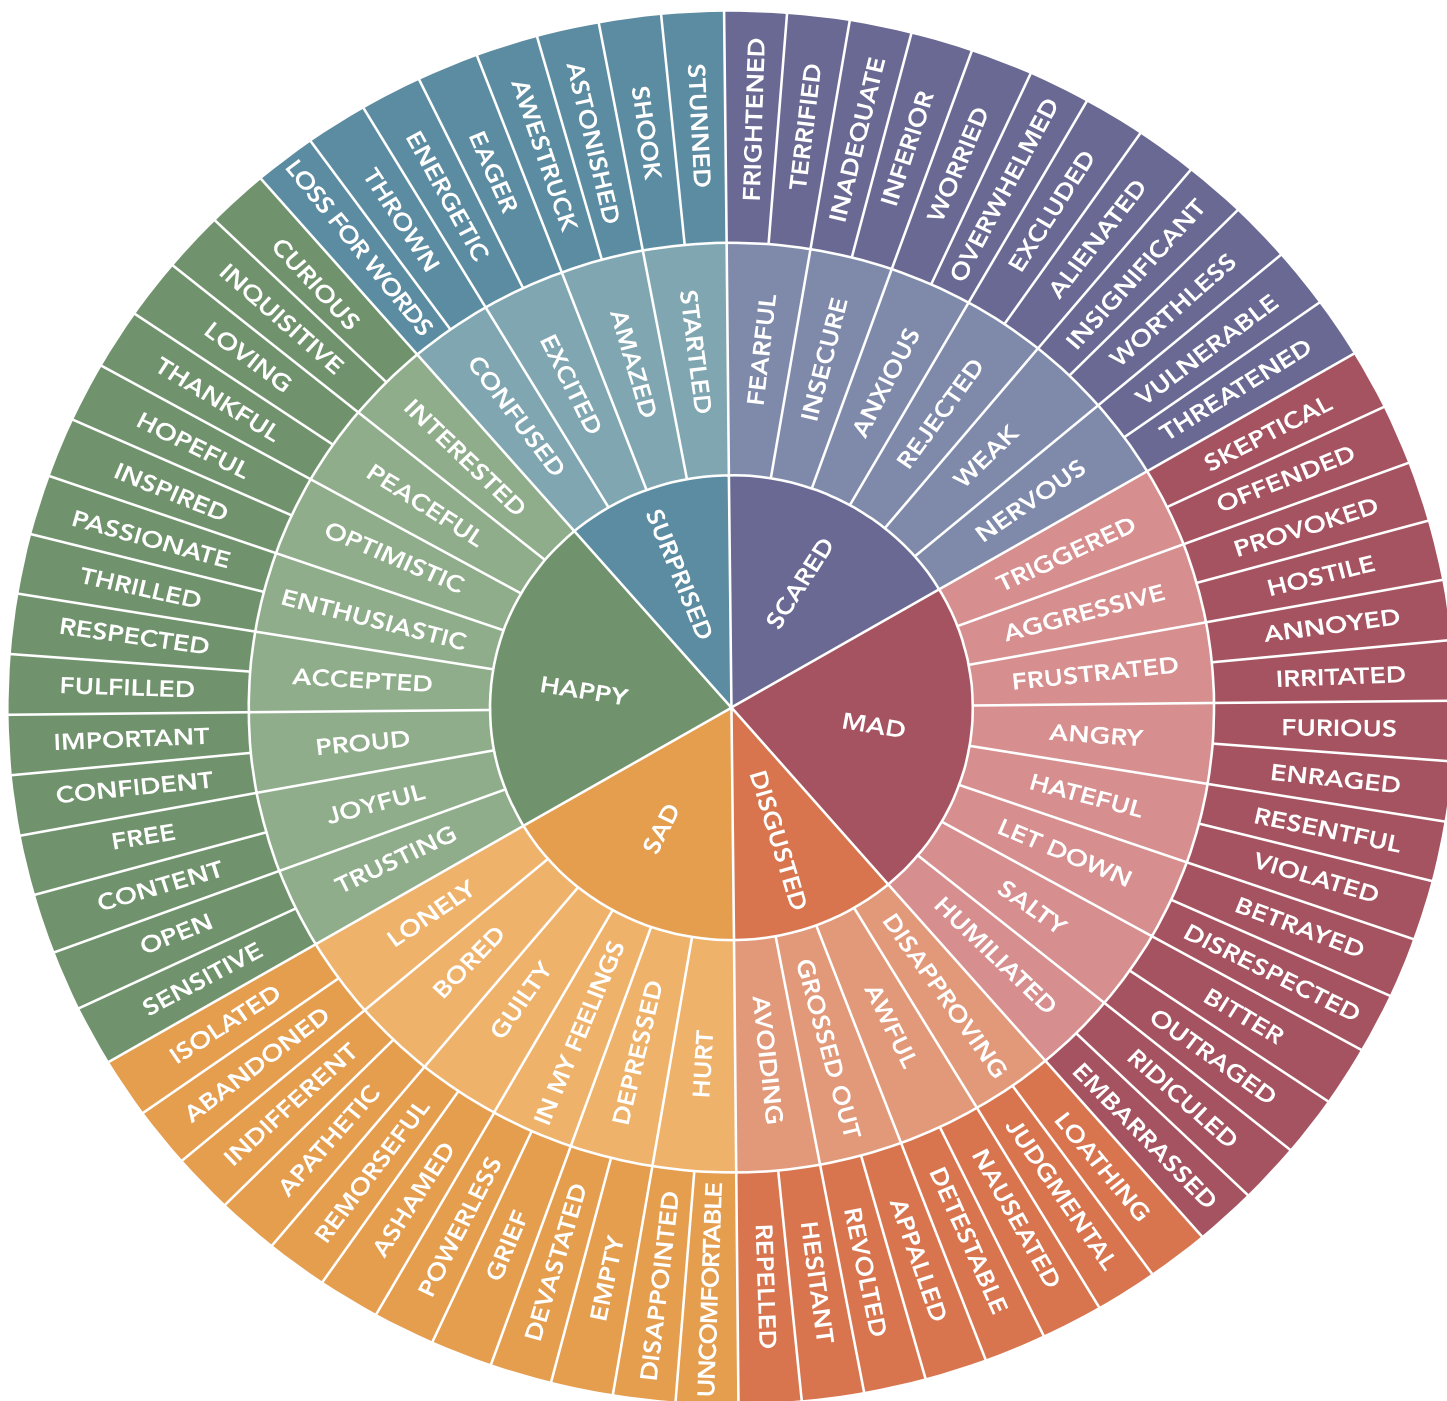 SCARED
MAD
DISGUSTED
SAD
HAPPY
SURPRISED
FEARFUL
INSECURE
ANXIOUS
REJECTED
WEAK
NERVOUS
TRIGGERED
AGGRESSIVE
FRUSTRATED
ANGRY
HATEFUL
LET DOWN
SALTY
HUMILIATED
DISAPPROVING
AWFUL
GROSSED OUT
AVOIDING
HURT
DEPRESSED
IN MY FEELINGS
GUILTY
BORED
LONELY
TRUSTING
JOYFUL
PROUD
ACCEPTED
ENTHUSIASTIC
OPTIMISTIC
PEACEFUL
INTERESTED
CONFUSED
EXCITED
AMAZED
STARTLED
FRIGHTENED
TERRIFIED
INADEQUATE
INFERIOR
WORRIED
OVERWHELMED
EXCLUDED
ALIENATED
INSIGNIFICANT
WORTHLESS
VULNERABLE
THREATENED
SKEPTICAL
OFFENDED
PROVOKED
HOSTILE
ANNOYED
IRRITATED
FURIOUS
ENRAGED
RESENTFUL
VIOLATED
BETRAYED
DISRESPECTED
BITTER
OUTRAGED
RIDICULED
EMBARRASSED
LOATHING
JUDGMENTAL
NAUSEATED
DETESTABLE
APPALLED
REVOLTED
HESITANT
REPELLED
UNCOMFORTABLE
DISAPPOINTED
EMPTY
DEVASTATED
GRIEF
POWERLESS
ASHAMED
REMORSEFUL
APATHETIC
INDIFFERENT
ABANDONED
ISOLATED
SENSITIVE
OPEN
CONTENT
FREE
CONFIDENT
IMPORTANT
FULFILLED
RESPECTED
THRILLED
PASSIONATE
INSPIRED
HOPEFUL
THANKFUL
LOVING
INQUISITIVE
CURIOUS
LOSS FOR WORDS
THROWN
ENERGETIC
EAGER
AWESTRUCK
ASTONISHED
SHOOK
STUNNED